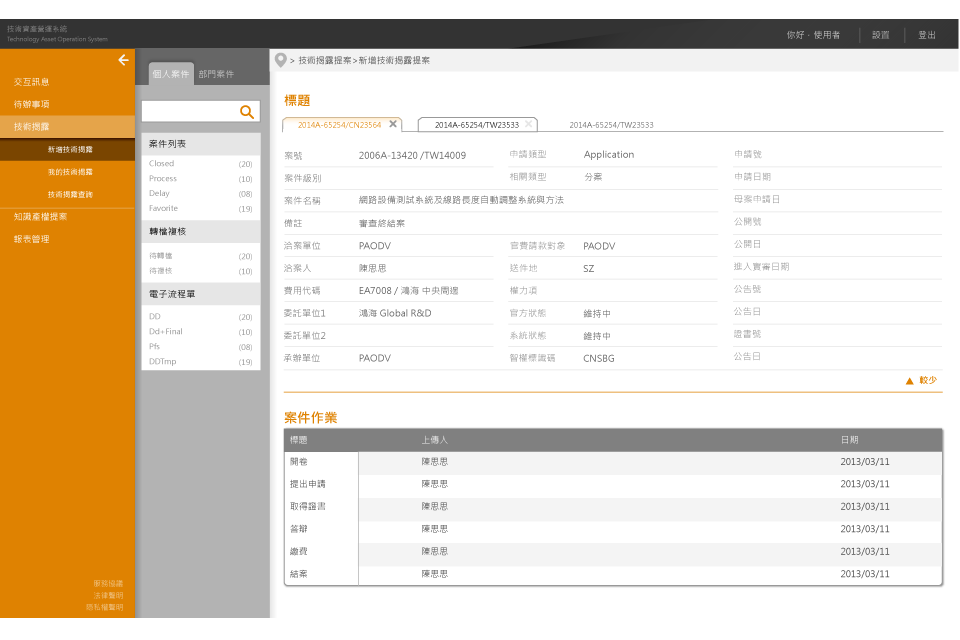 技術資產營運系統
Technology Asset Operation System
你好，使用者
設置
登出
交互訊息
待辦事項
技術揭露
新增技術揭露
我的技術揭露
技術揭露查詢
知識產權提案
報表管理
服務協議
法律聲明
隱私權聲明
個人案件 部門案件
案件列表
Closed (20)
Process (10)
Delay (08)
Favorite (19)
轉檔複核
待轉檔 (20)
待複核 (10)
電子流程單
DD (20)
Dd+Final (10)
Pfs (08)
DDTmp (19)
> 技術揭露提案>新增技術揭露提案
標題
2014A-65254/CN23564 2014A-65254/TW23533 2014A-65254/TW23533
案號 2006A-13420 /TW14009 申請類型 Application 申請號
案件級別 相關類型 分案 申請日期
案件名稱 網路設備測試系統及線路長度自動調整系統與方法 母案申請日
備註 審查終結案 公開號
洽案單位 PAODV 官費請款對象 PAODV 公開日
洽案人 陳思思 送件地 SZ 進入實審日期
費用代碼 EA7008 / 鴻海 中央周邊 權力項 公告號
委託單位1 鴻海 Global R&D 官方狀態 維持中 公告日
委託單位2 系統狀態 維持中 證書號
承辦單位 PAODV 智權標識碼 CNSBG 公告日
較少
案件作業
標題 上傳人 日期
開卷 陳思思 2013/03/11
提出申請 陳思思 2013/03/11
取得證書 陳思思 2013/03/11
答辯 陳思思 2013/03/11
繳費 陳思思 2013/03/11
結案 陳思思 2013/03/11